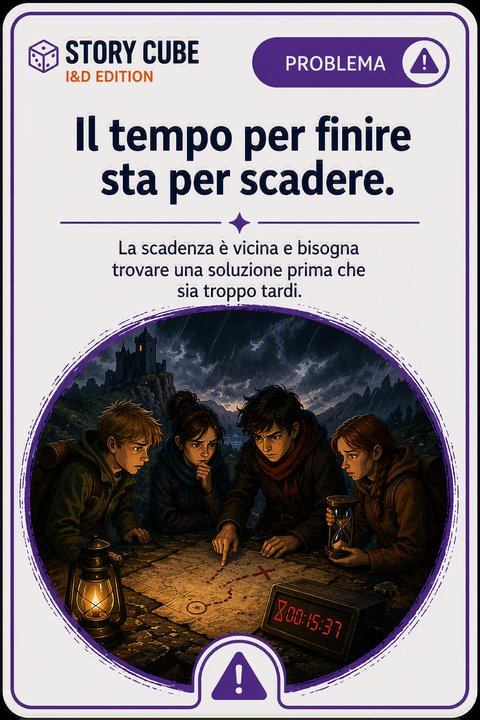 STORY CUBE
I&D EDITION
PROBLEMA
Il tempo per finire
sta per scadere.
La scadenza è vicina e bisogna
trovare una soluzione prima che
sia troppo tardi.
00:15:37